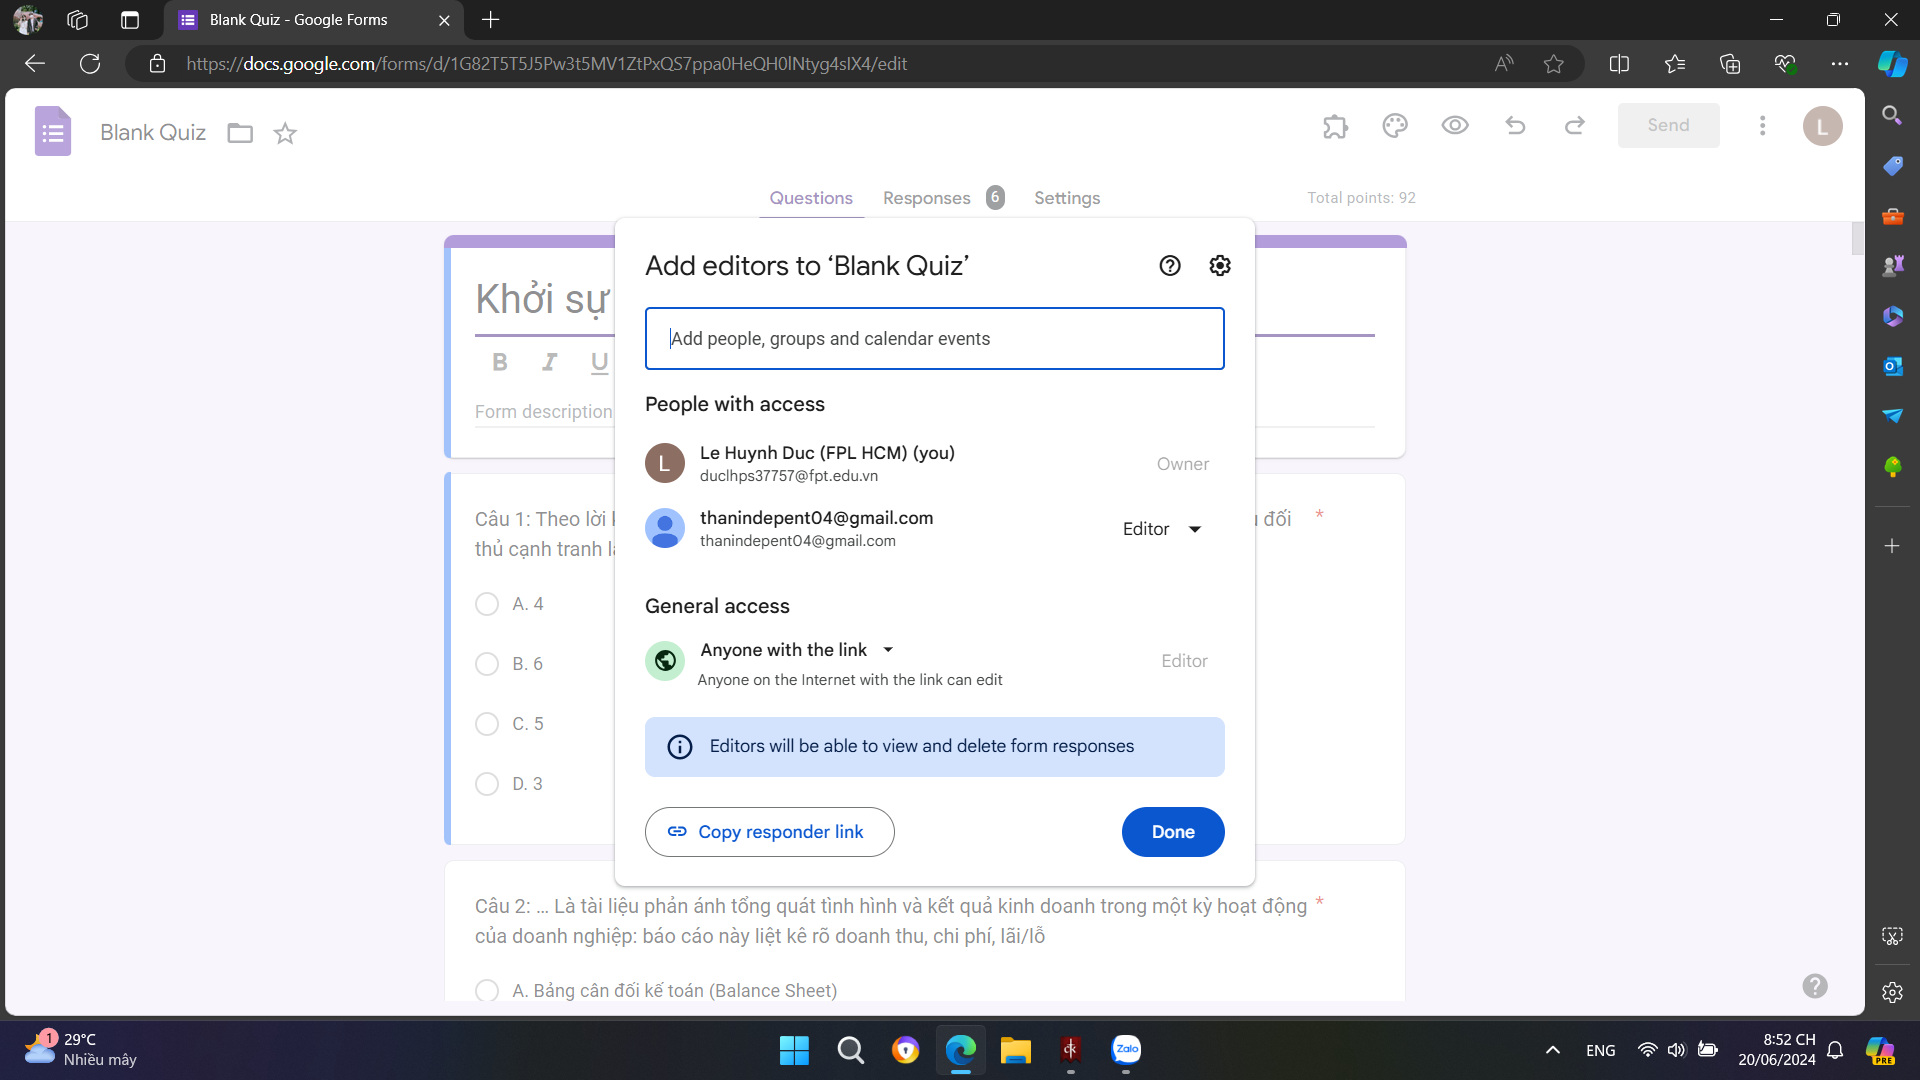 Blank Quiz - Google Forms
https://docs.google.com/forms/d/1G82T5T5J5Pw3t5MV1ZtPxQS7ppa0HeQH0lNtyg4sIX4/edit
Blank Quiz
Send
L
Questions Responses 6 Settings
Total points: 92
Khởi sự
B I U
Form description
Add editors to ‘Blank Quiz’
Add people, groups and calendar events
People with access
L
Le Huynh Duc (FPL HCM) (you)
duclhps37757@fpt.edu.vn
Owner
thanindepent04@gmail.com
thanindepent04@gmail.com
Editor
General access
Anyone with the link
Anyone on the Internet with the link can edit
Editor
Editors will be able to view and delete form responses
Copy responder link
Done
Câu 1: Theo lời
đối *
thủ cạnh tranh
A. 4
B. 6
C. 5
D. 3
Câu 2: ... Là tài liệu phản ánh tổng quát tình hình và kết quả kinh doanh trong một kỳ hoạt động *
của doanh nghiệp: báo cáo này liệt kê rõ doanh thu, chi phí, lãi/lỗ
A. Bảng cân đối kế toán (Balance Sheet)
1
29°C
Nhiều mây
Zalo
ENG
8:52 CH
20/06/2024
PRE